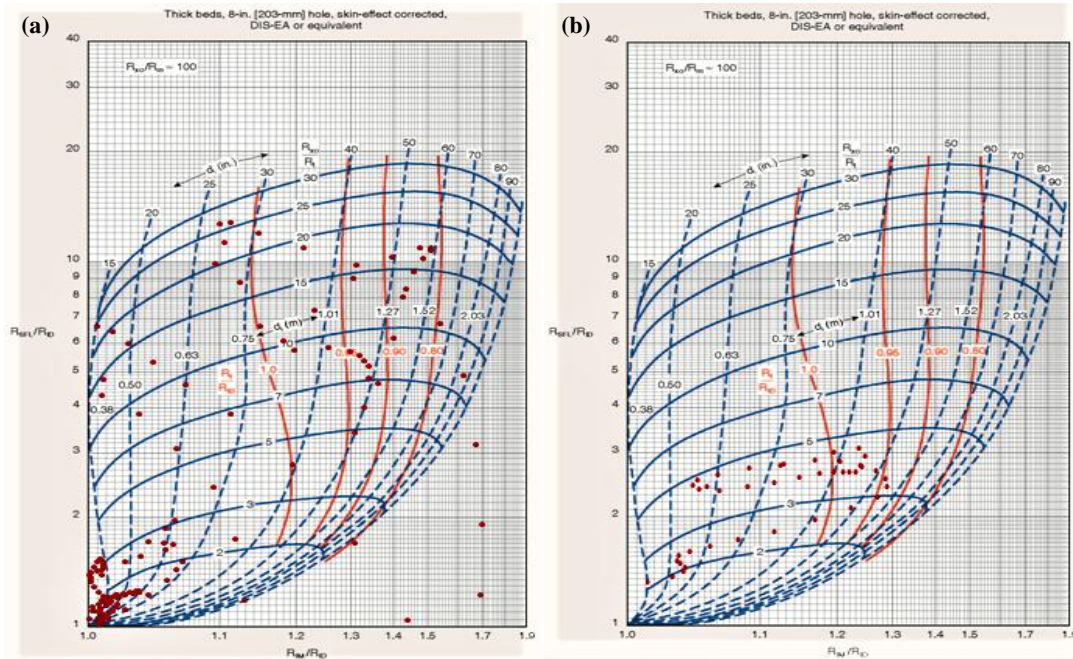 (a)
Thick beds, 8-in. [203-mm] hole, skin-effect corrected,
DIS-EA or equivalent
Rxo/Rm ≈ 100
40
30
20
10
9
8
7
6
5
4
3
2
1
RSFL/RID
1.0 1.1 1.2 1.3 1.4 1.5 1.7 1.9
RIM/RID
di (in.)
15 20 25 30 40 50 60 70 80 90
Rxo
Rt
30
25
20
15
10
7
5
3
2
di (m)
0.38 0.50 0.63 0.75 1.01 1.27 1.52 2.03
Rt
RID
1.0 0.95 0.90 0.80
(b)
Thick beds, 8-in. [203-mm] hole, skin-effect corrected,
DIS-EA or equivalent
Rxo/Rm ≈ 100
40
30
20
10
9
8
7
6
5
4
3
2
1
RSFL/RID
1.0 1.1 1.2 1.3 1.4 1.5 1.7 1.9
RIM/RID
di (in.)
15 20 25 30 40 50 60 70 80 90
Rxo
Rt
30
25
20
15
10
7
5
3
2
di (m)
0.38 0.50 0.63 0.75 1.01 1.27 1.52 2.03
Rt
RID
1.0 0.95 0.90 0.80